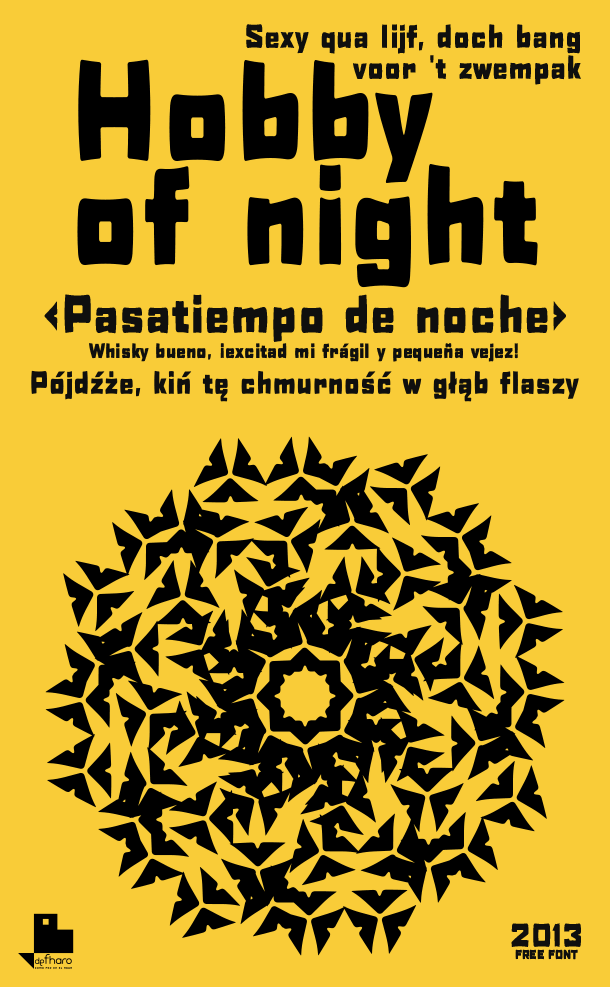 Sexy qua lijf, doch bang
voor 't zwempak
Hobby
of night
‹Pasatiempo de noche›
Whisky bueno, ¡excitad mi frágil y pequeña vejez!
Pójdźże, kiń tę chmurność w głąb flaszy
dpfharo
2013
FREE FONT